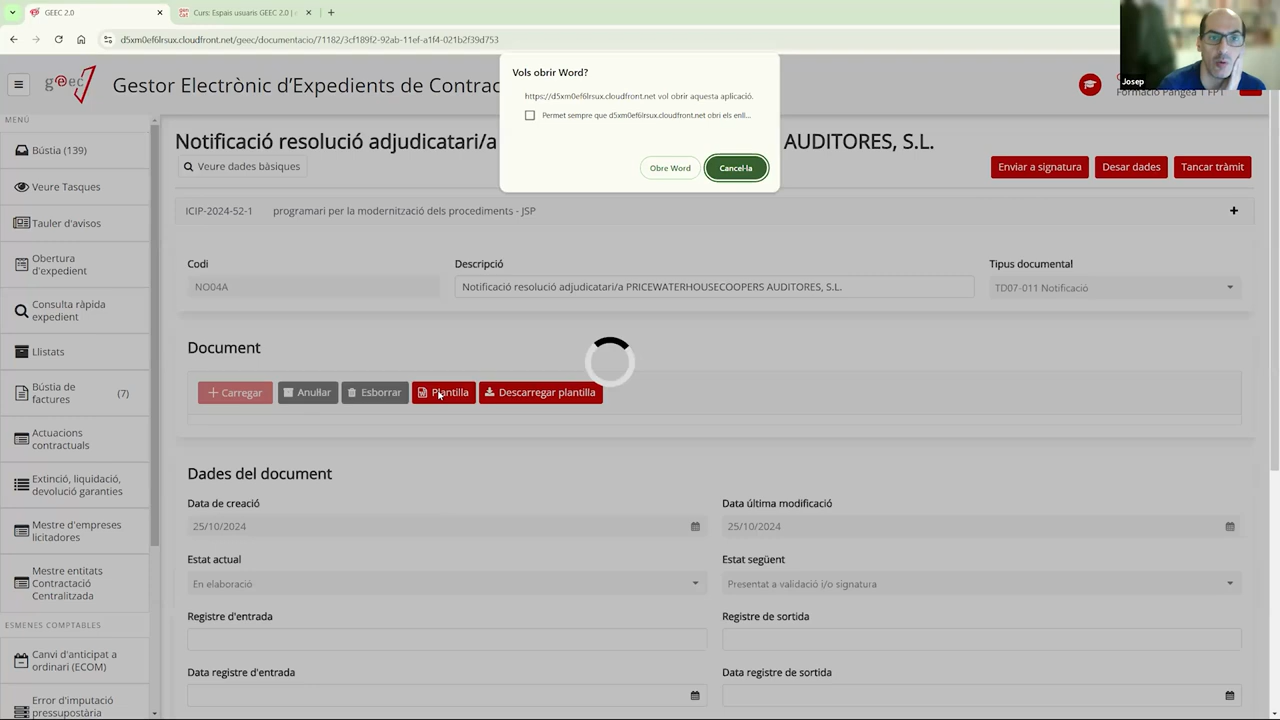 GEEC 2.0
Curs: Espais usuaris GEEC 2.0 | e
d5xm0ef6lrsux.cloudfront.net/geec/documentacio/71182/3cf189f2-92ab-11ef-a1f4-021b2f39d753
Vols obrir Word?
https://d5xm0ef6lrsux.cloudfront.net vol obrir aquesta aplicació.
Permet sempre que d5xm0ef6lrsux.cloudfront.net obri els enll...
Obre Word
Cancel·la
Josep
geec
Gestor Electrònic d'Expedients de Contrac
Formació Pangea 1 FPT
MENÚ
Bústia (139)
Veure Tasques
Tauler d'avisos
Obertura
d'expedient
Consulta ràpida
expedient
Llistats
Bústia de
factures
(7)
Actuacions
contractuals
Extinció, liquidació,
devolució garanties
Mestre d'empreses
licitadores
Mestre entitats
Contractació
Centralitzada
ESMENES COMPTABLES
Canvi d'anticipat a
ordinari (ECOM)
Error d'imputació
pressupostària
Notificació resolució adjudicatari/a
AUDITORES, S.L.
Veure dades bàsiques
Enviar a signatura
Desar dades
Tancar tràmit
ICIP-2024-52-1 programari per la modernització dels procediments - JSP
Codi
Descripció
Tipus documental
NO04A
Notificació resolució adjudicatari/a PRICEWATERHOUSECOOPERS AUDITORES, S.L.
TD07-011 Notificació
Document
Carregar
Anul·lar
Esborrar
Plantilla
Descarregar plantilla
Dades del document
Data de creació
Data última modificació
25/10/2024
25/10/2024
Estat actual
Estat següent
En elaboració
Presentat a validació i/o signatura
Registre d'entrada
Registre de sortida
Data registre d'entrada
Data registre de sortida